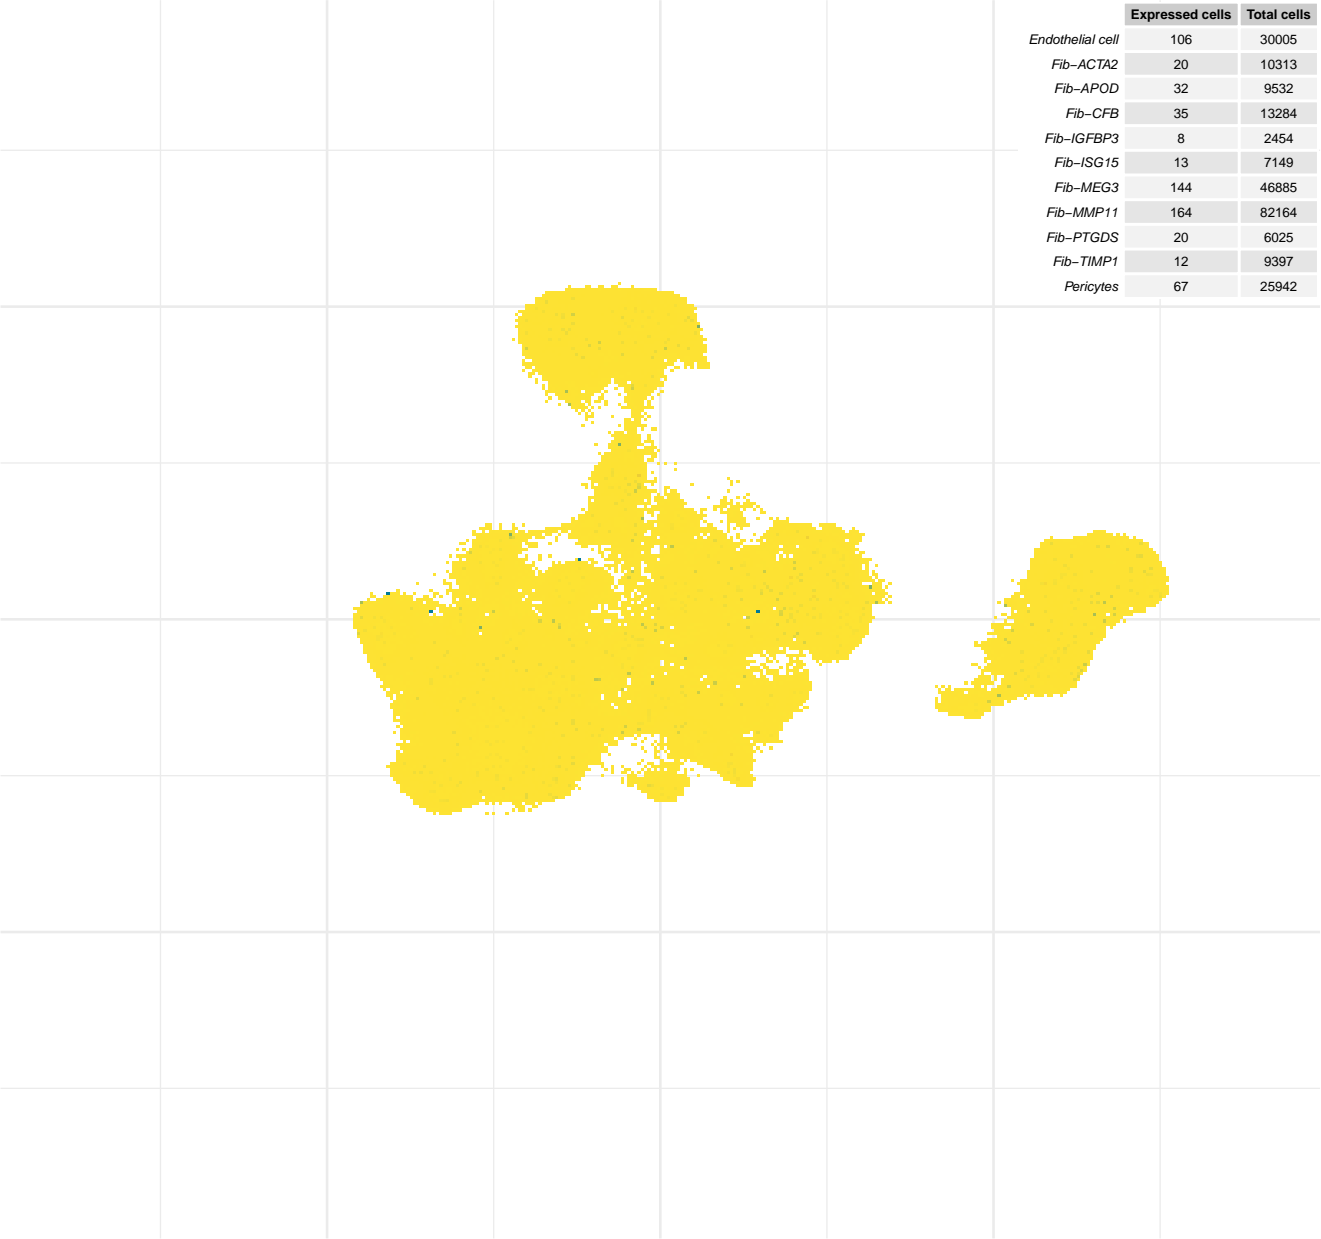 Expressed cells Total cells
Endothelial cell 106 30005
Fib−ACTA2 20 10313
Fib−APOD 32 9532
Fib−CFB 35 13284
Fib−IGFBP3 8 2454
Fib−ISG15 13 7149
Fib−MEG3 144 46885
Fib−MMP11 164 82164
Fib−PTGDS 20 6025
Fib−TIMP1 12 9397
Pericytes 67 25942